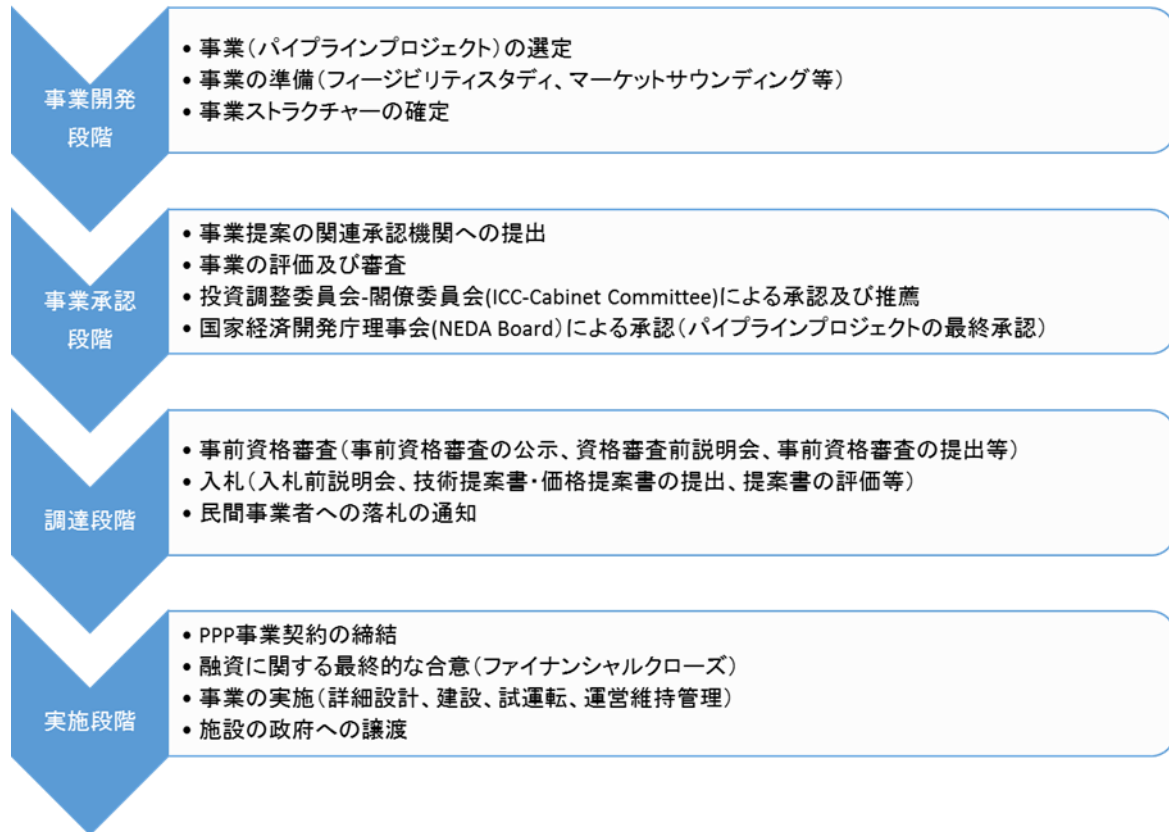 事業開発
段階
• 事業（パイプラインプロジェクト）の選定
• 事業の準備（フィージビリティスタディ、マーケットサウンディング等）
• 事業ストラクチャーの確定
事業承認
段階
• 事業提案の関連承認機関への提出
• 事業の評価及び審査
• 投資調整委員会-閣僚委員会(ICC-Cabinet Committee)による承認及び推薦
• 国家経済開発庁理事会(NEDA Board）による承認（パイプラインプロジェクトの最終承認）
調達段階
• 事前資格審査（事前資格審査の公示、資格審査前説明会、事前資格審査の提出等）
• 入札（入札前説明会、技術提案書・価格提案書の提出、提案書の評価等）
• 民間事業者への落札の通知
実施段階
• PPP事業契約の締結
• 融資に関する最終的な合意（ファイナンシャルクローズ）
• 事業の実施（詳細設計、建設、試運転、運営維持管理）
• 施設の政府への譲渡